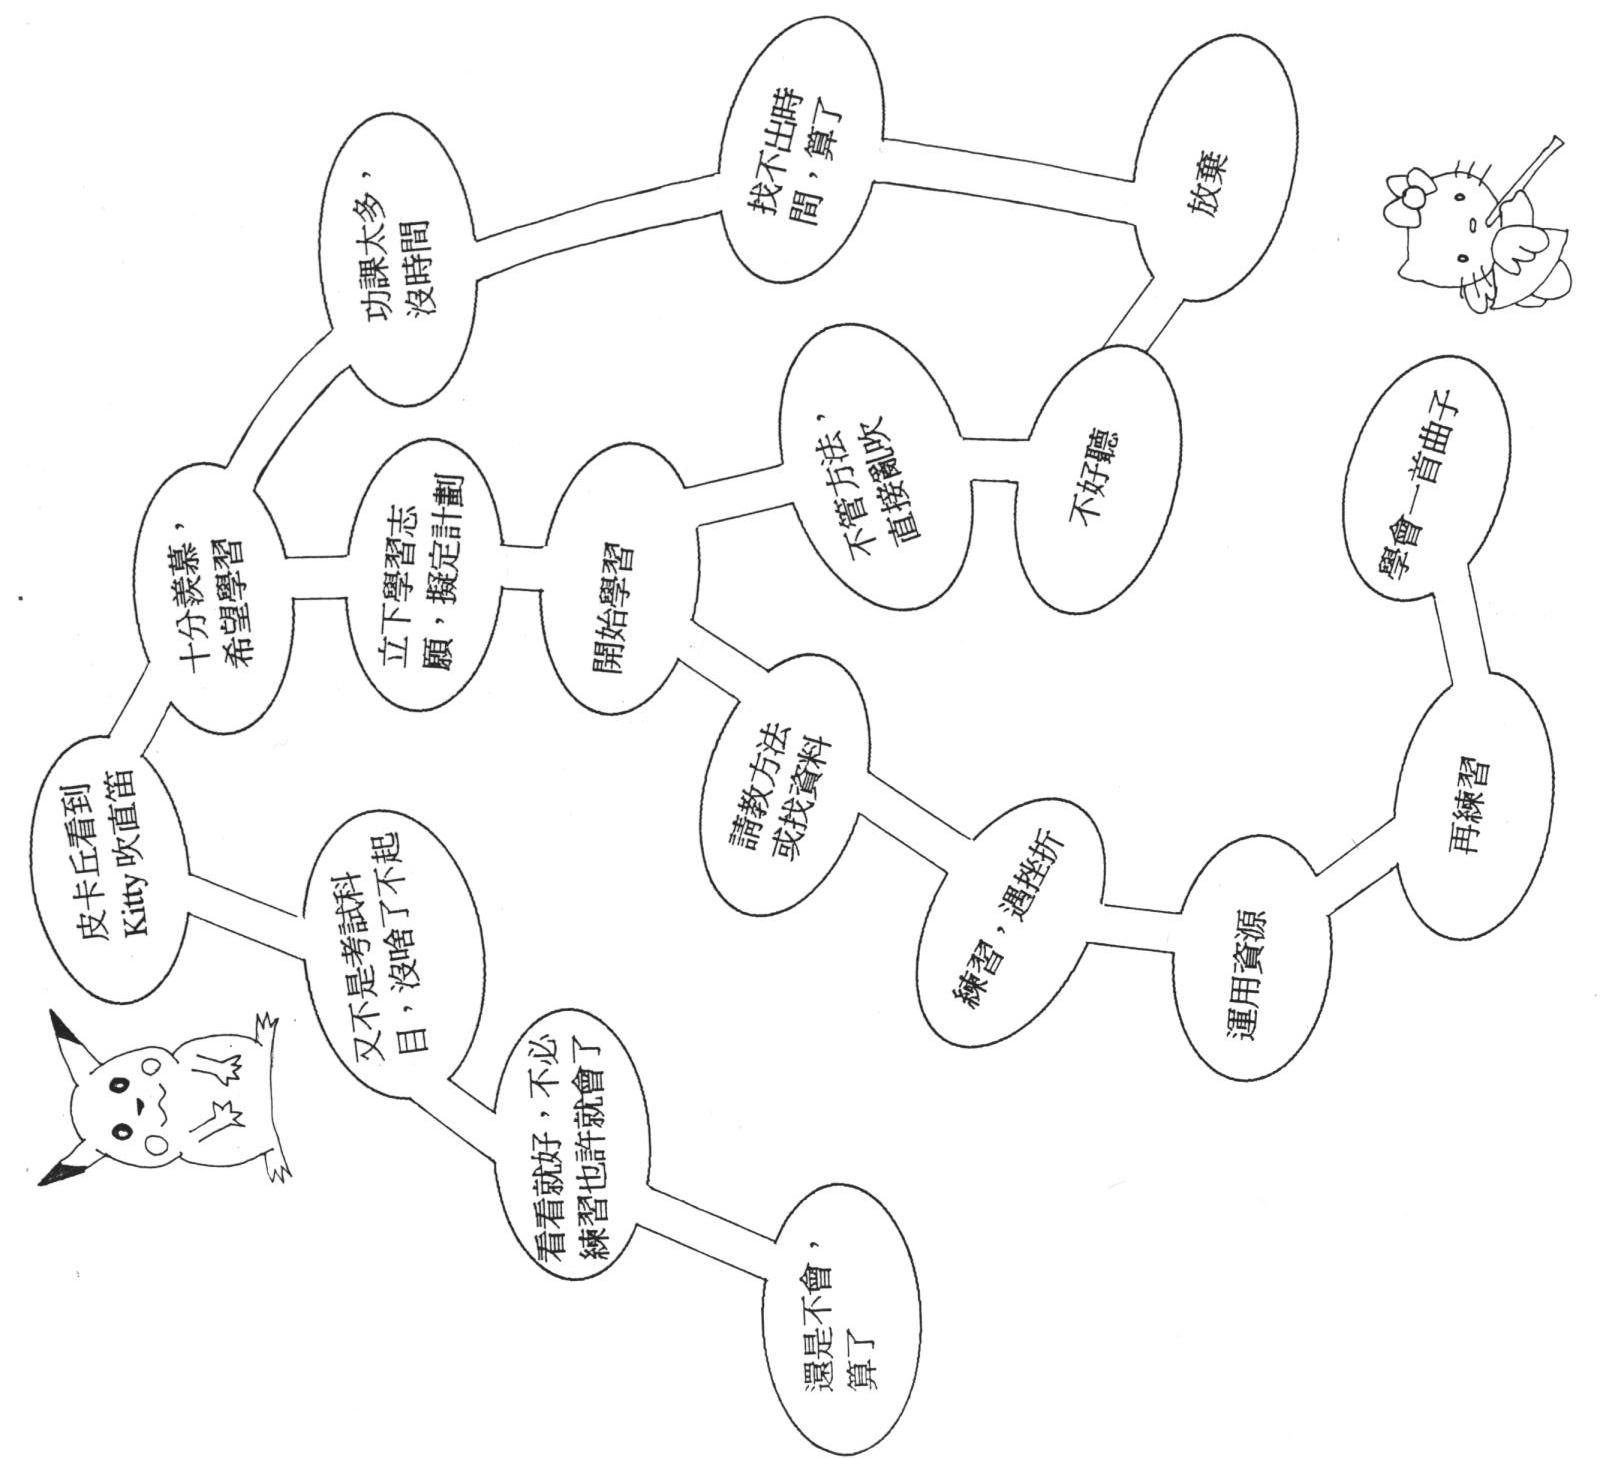 皮卡丘看到
Kitty吹直笛
十分羨慕，
希望學習
功課太多，
沒時間
找不出時
間，算了
放棄
立下學習志
願，擬定計劃
開始學習
不管方法，
直接亂吹
不好聽
請教方法
或找資料
練習，遇挫折
運用資源
再練習
學會一首曲子
又不是考試科
目，沒啥了不起
看看就好，不必
練習也許就會了
還是不會，
算了